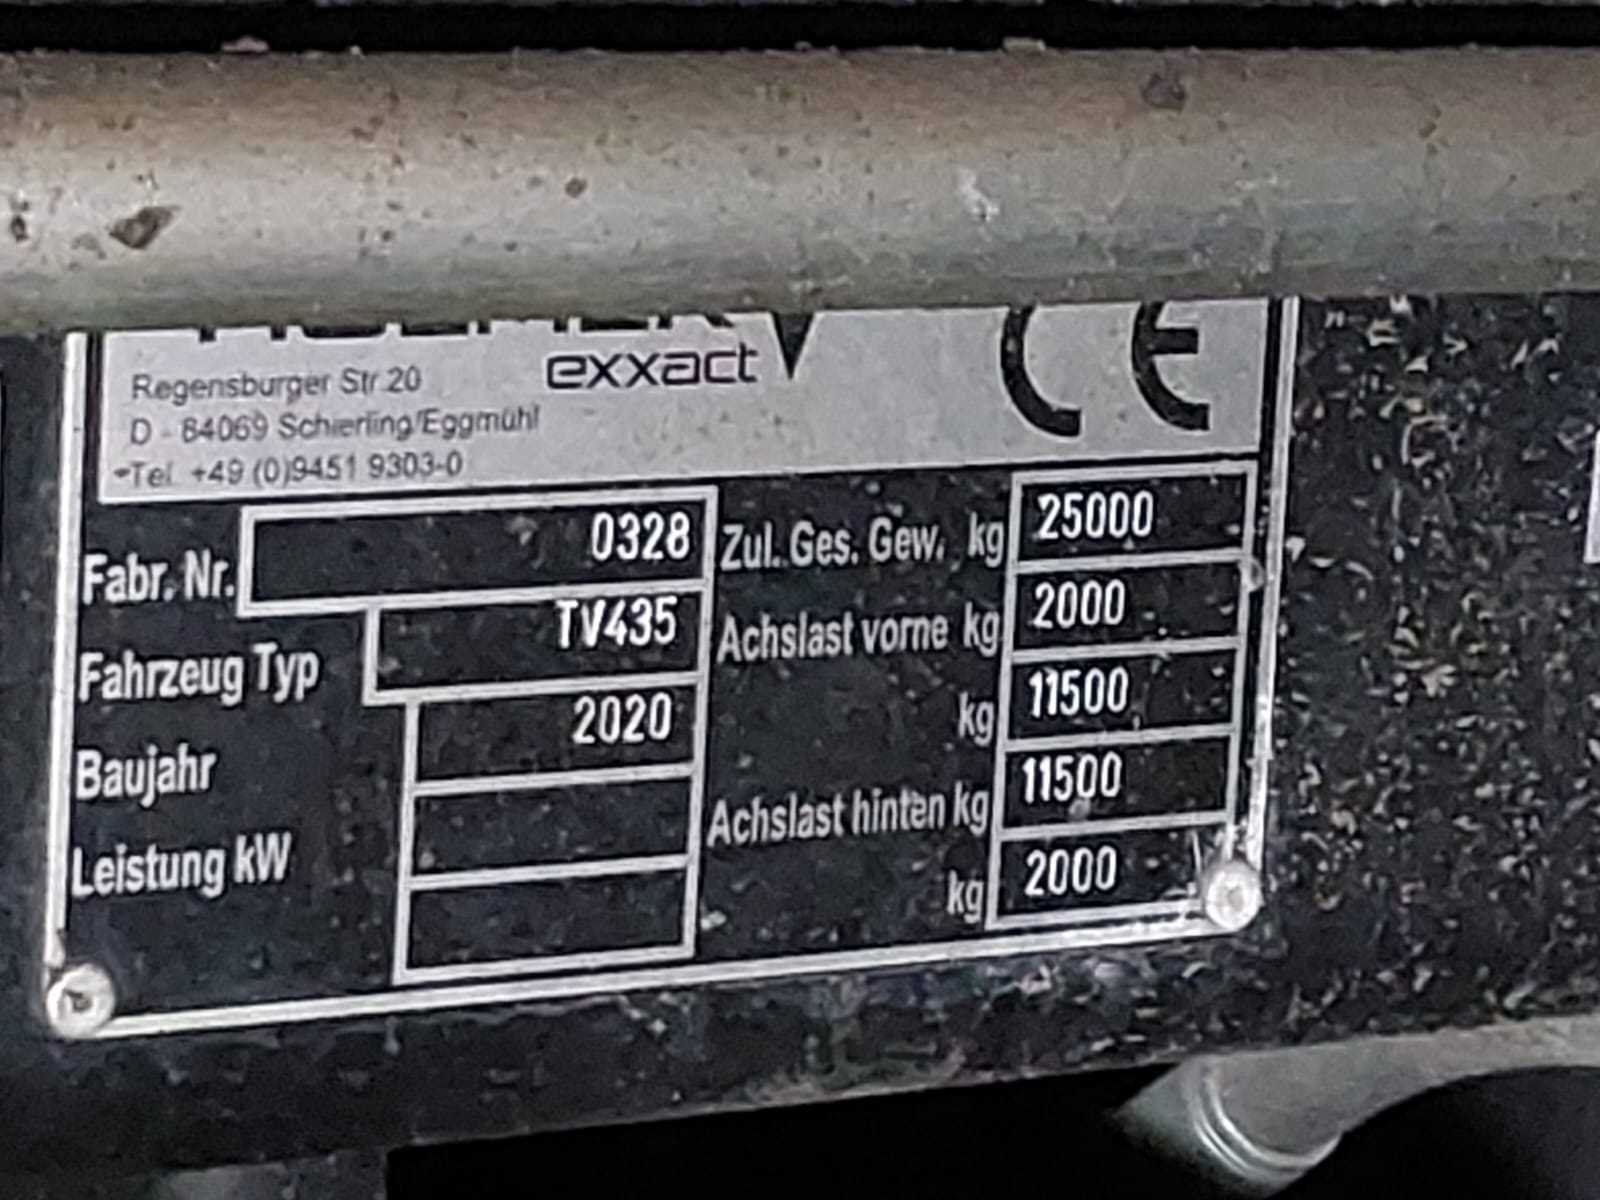 exxact
CE
Regensburger Str.20
D - 84069 Schierling/Eggmühl
Tel. +49 (0)9451 9303-0
Fabr. Nr. 0328
Fahrzeug Typ TV435
Baujahr 2020
Leistung kW
Zul. Ges. Gew. kg 25000
Achslast vorne kg 2000
kg 11500
Achslast hinten kg 11500
kg 2000